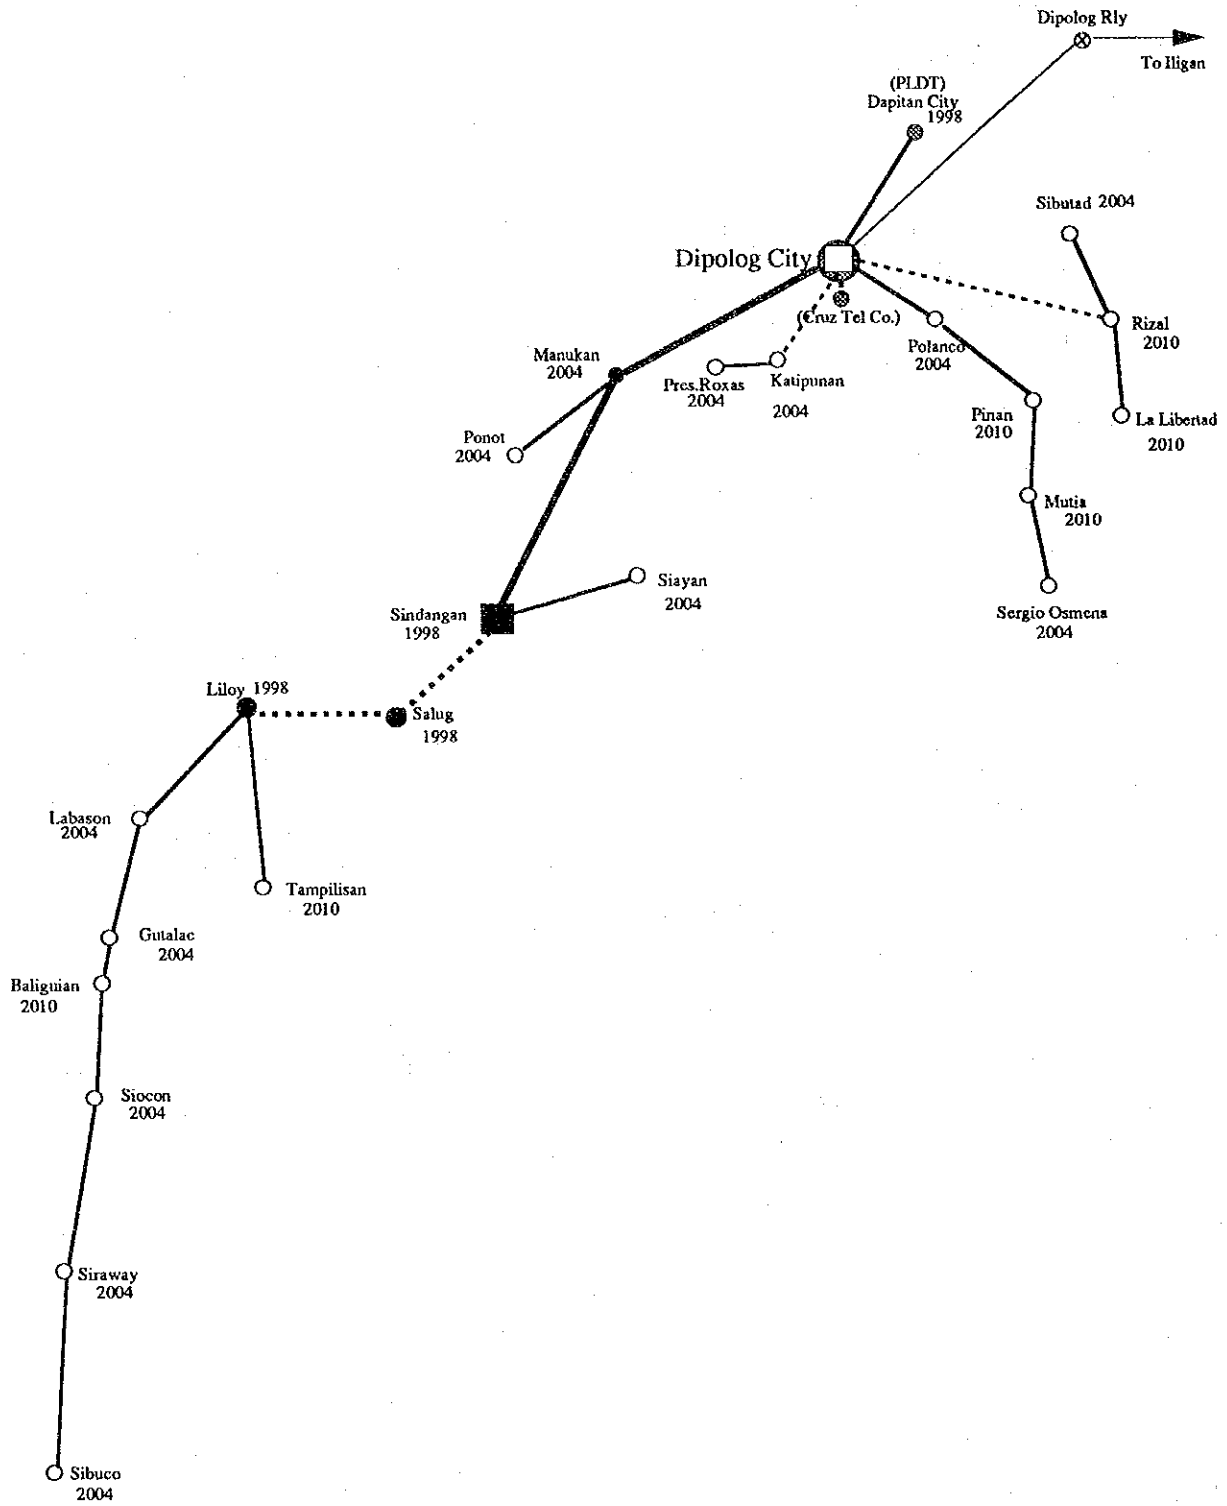 Dipolog Rly
To Iligan
(PLDT)
Dapitan City
1998
Sibutad 2004
Dipolog City
(Cruz Tel Co.)
Rizal
2010
Polanco
2004
Manukan
2004
Pres.Roxas
2004
Katipunan
2004
Pinan
2010
La Libertad
2010
Ponot
2004
Mutia
2010
Siayan
2004
Sindangan
1998
Sergio Osmena
2004
Liloy 1998
Salug
1998
Labason
2004
Tampilisan
2010
Gutalac
2004
Baliguian
2010
Siocon
2004
Siraway
2004
Sibuco
2004